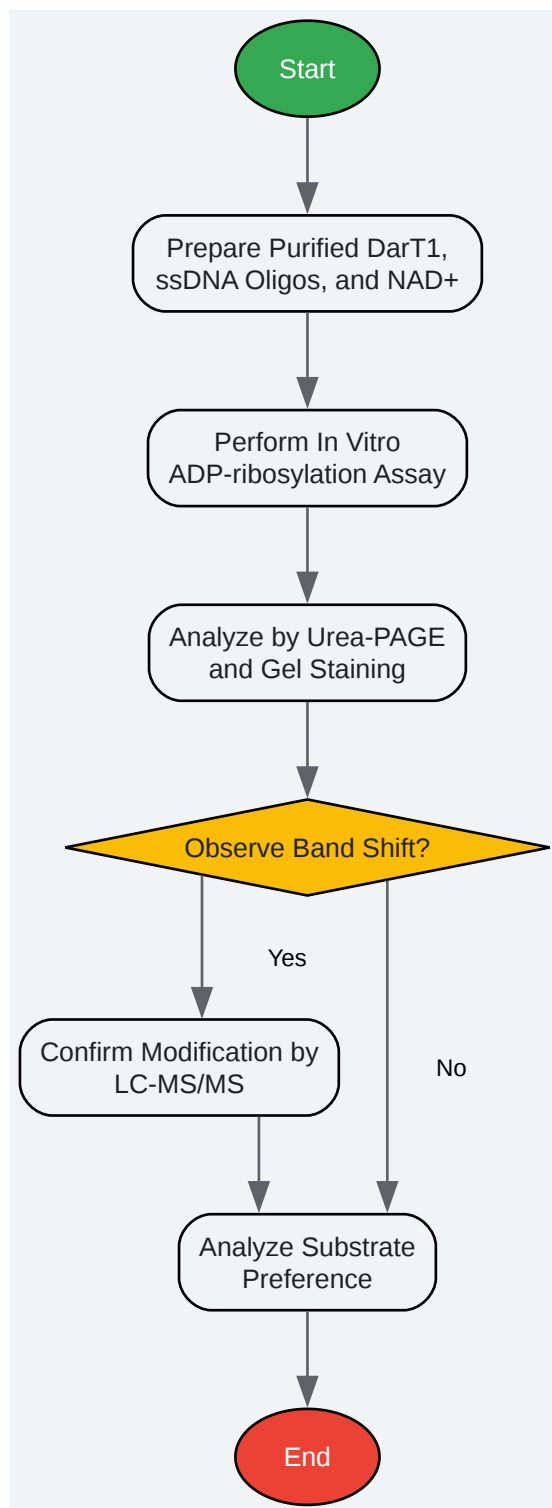 Start
Prepare Purified DarT1,
ssDNA Oligos, and NAD+
Perform In Vitro
ADP-ribosylation Assay
Analyze by Urea-PAGE
and Gel Staining
Observe Band Shift?
Yes
Confirm Modification by
LC-MS/MS
No
Analyze Substrate
Preference
End